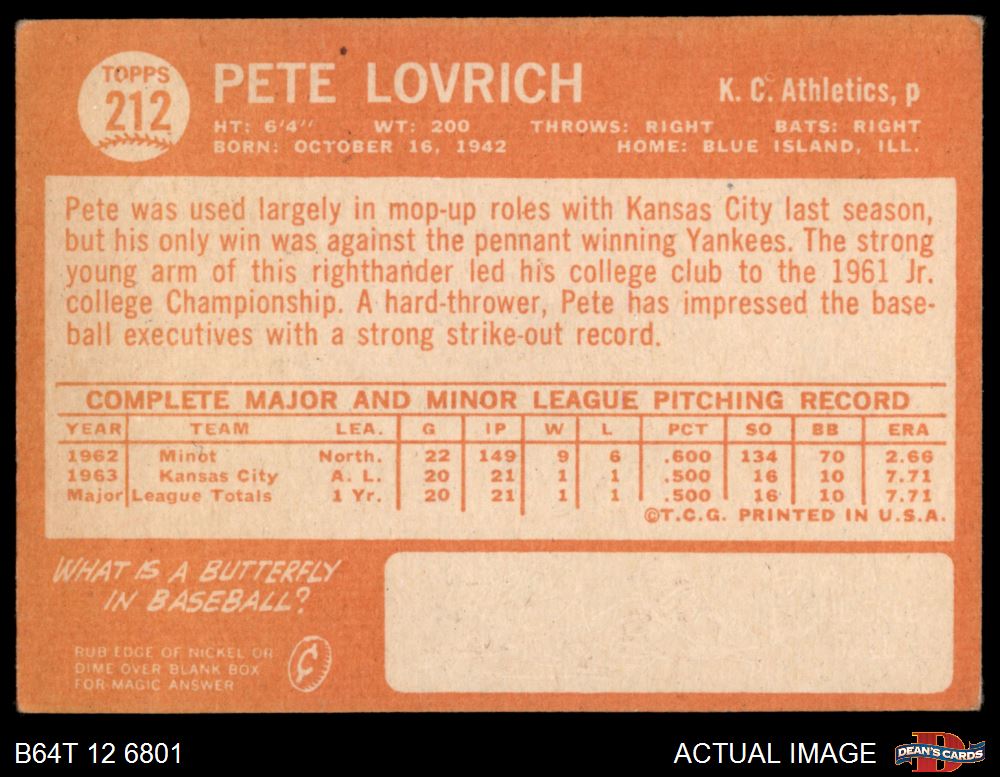 TOPPS
212
PETE LOVRICH
K. C. Athletics, p
HT: 6'4" WT: 200 THROWS: RIGHT BATS: RIGHT
BORN: OCTOBER 16, 1942 HOME: BLUE ISLAND, ILL.
Pete was used largely in mop-up roles with Kansas City last season,
but his only win was against the pennant winning Yankees. The strong
young arm of this righthander led his college club to the 1961 Jr.
college Championship. A hard-thrower, Pete has impressed the base-
ball executives with a strong strike-out record.
COMPLETE MAJOR AND MINOR LEAGUE PITCHING RECORD
YEAR TEAM LEA. G IP W L PCT SO BB ERA
1962 Minot North. 22 149 9 6 .600 134 70 2.66
1963 Kansas City A. L. 20 21 1 1 .500 16 10 7.71
Major League Totals 1 Yr. 20 21 1 1 .500 16 10 7.71
©T.C.G. PRINTED IN U.S.A.
WHAT IS A BUTTERFLY
IN BASEBALL?
RUB EDGE OF NICKEL OR
DIME OVER BLANK BOX
FOR MAGIC ANSWER
¢
B64T 12 6801
ACTUAL IMAGE
D
DEAN'S CARDS